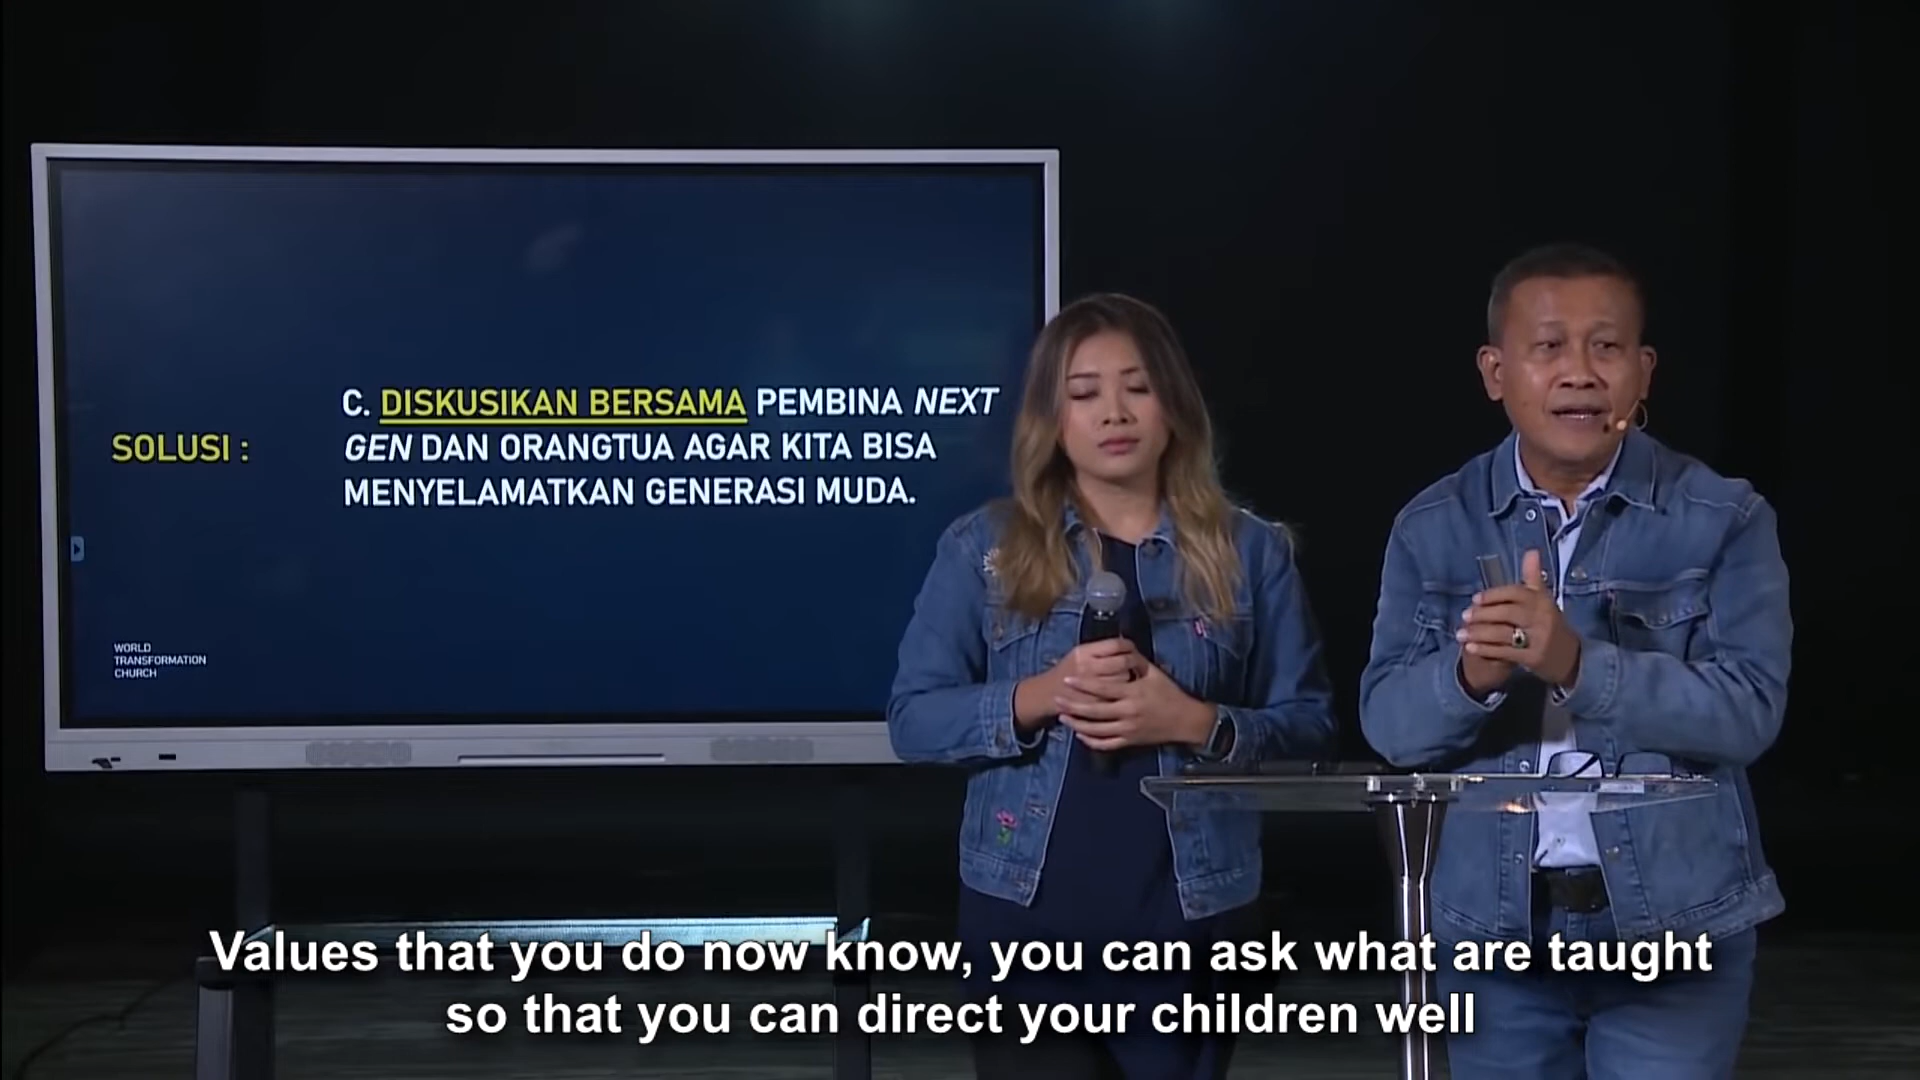 SOLUSI :
C. DISKUSIKAN BERSAMA PEMBINA NEXT
GEN DAN ORANGTUA AGAR KITA BISA
MENYELAMATKAN GENERASI MUDA.
WORLD
TRANSFORMATION
CHURCH
Values that you do now know, you can ask what are taught
so that you can direct your children well